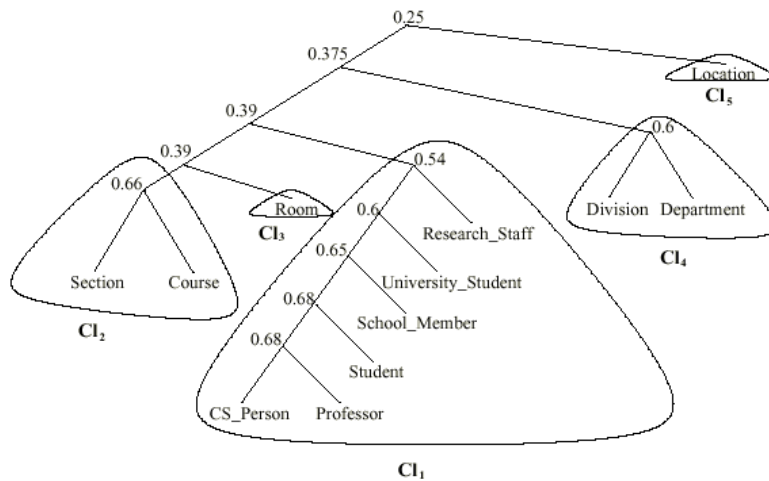 0.25
0.375
Location
Cl5
0.39
0.6
0.39
0.54
0.66
Room
Division Department
0.6
Research_Staff
Cl3
0.65
Cl4
Section Course
University_Student
0.68
School_Member
Cl2
0.68
Student
CS_Person Professor
Cl1